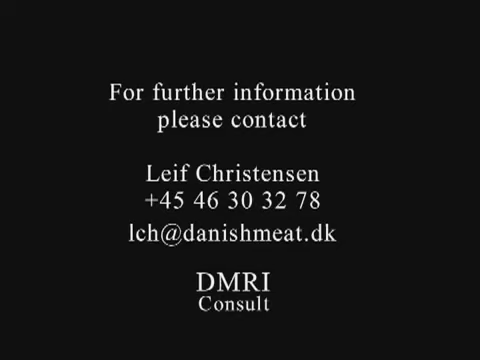 For further information
please contact
Leif Christensen
+45 46 30 32 78
lch@danishmeat.dk
DMRI
Consult